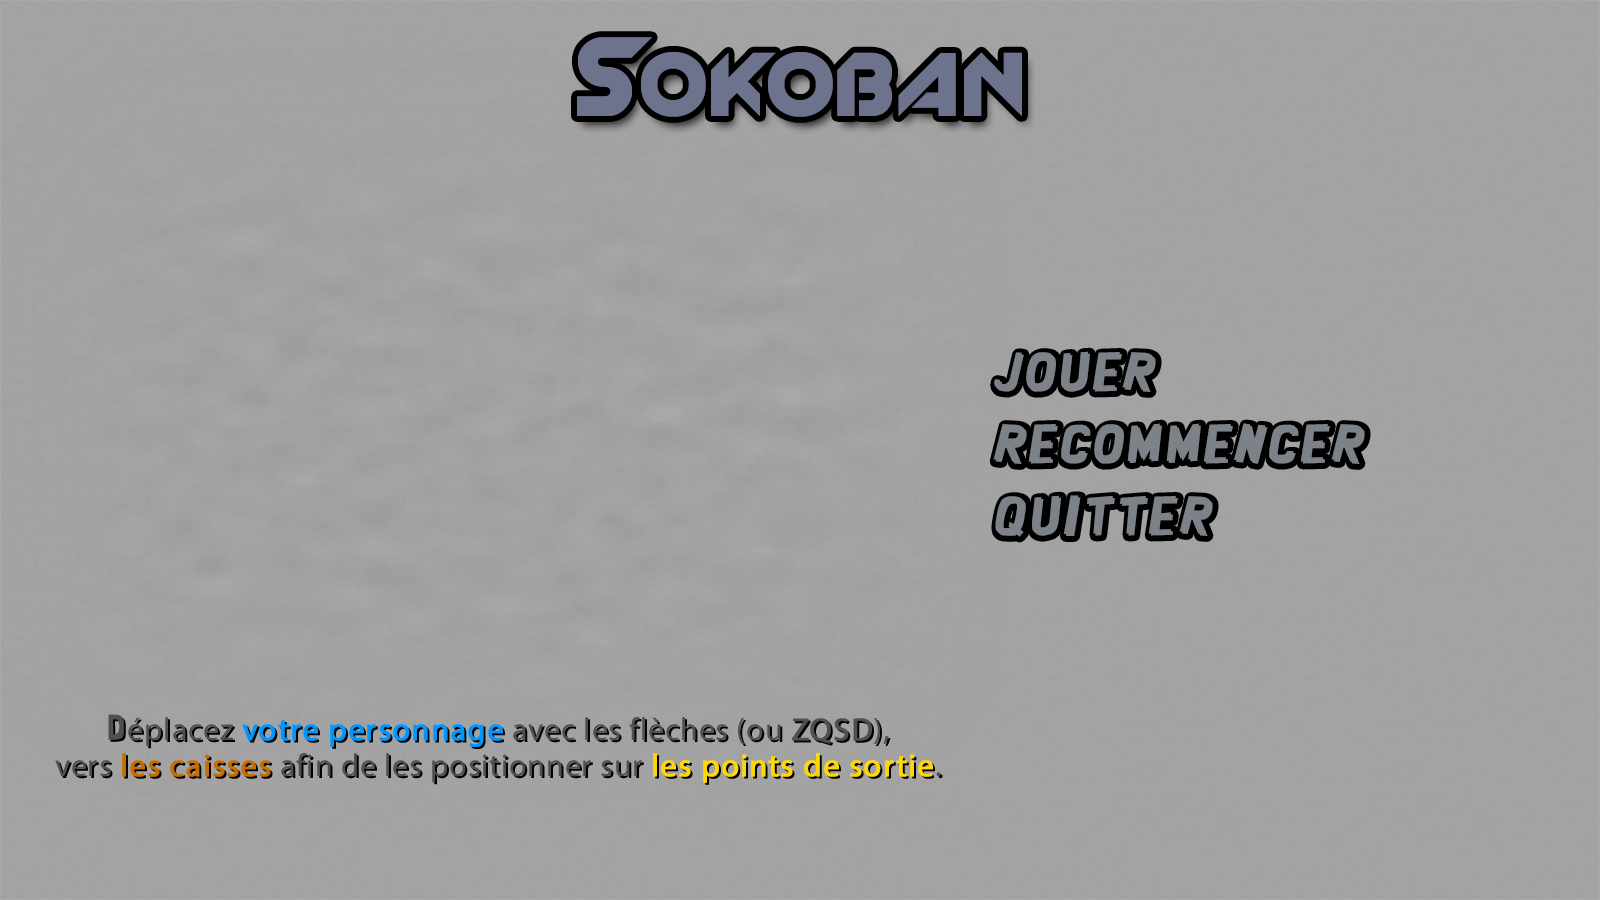 SOKOBAN
JOUER
RECOMMENCER
QUITTER
Déplacez votre personnage avec les flèches (ou ZQSD),
vers les caisses afin de les positionner sur les points de sortie.